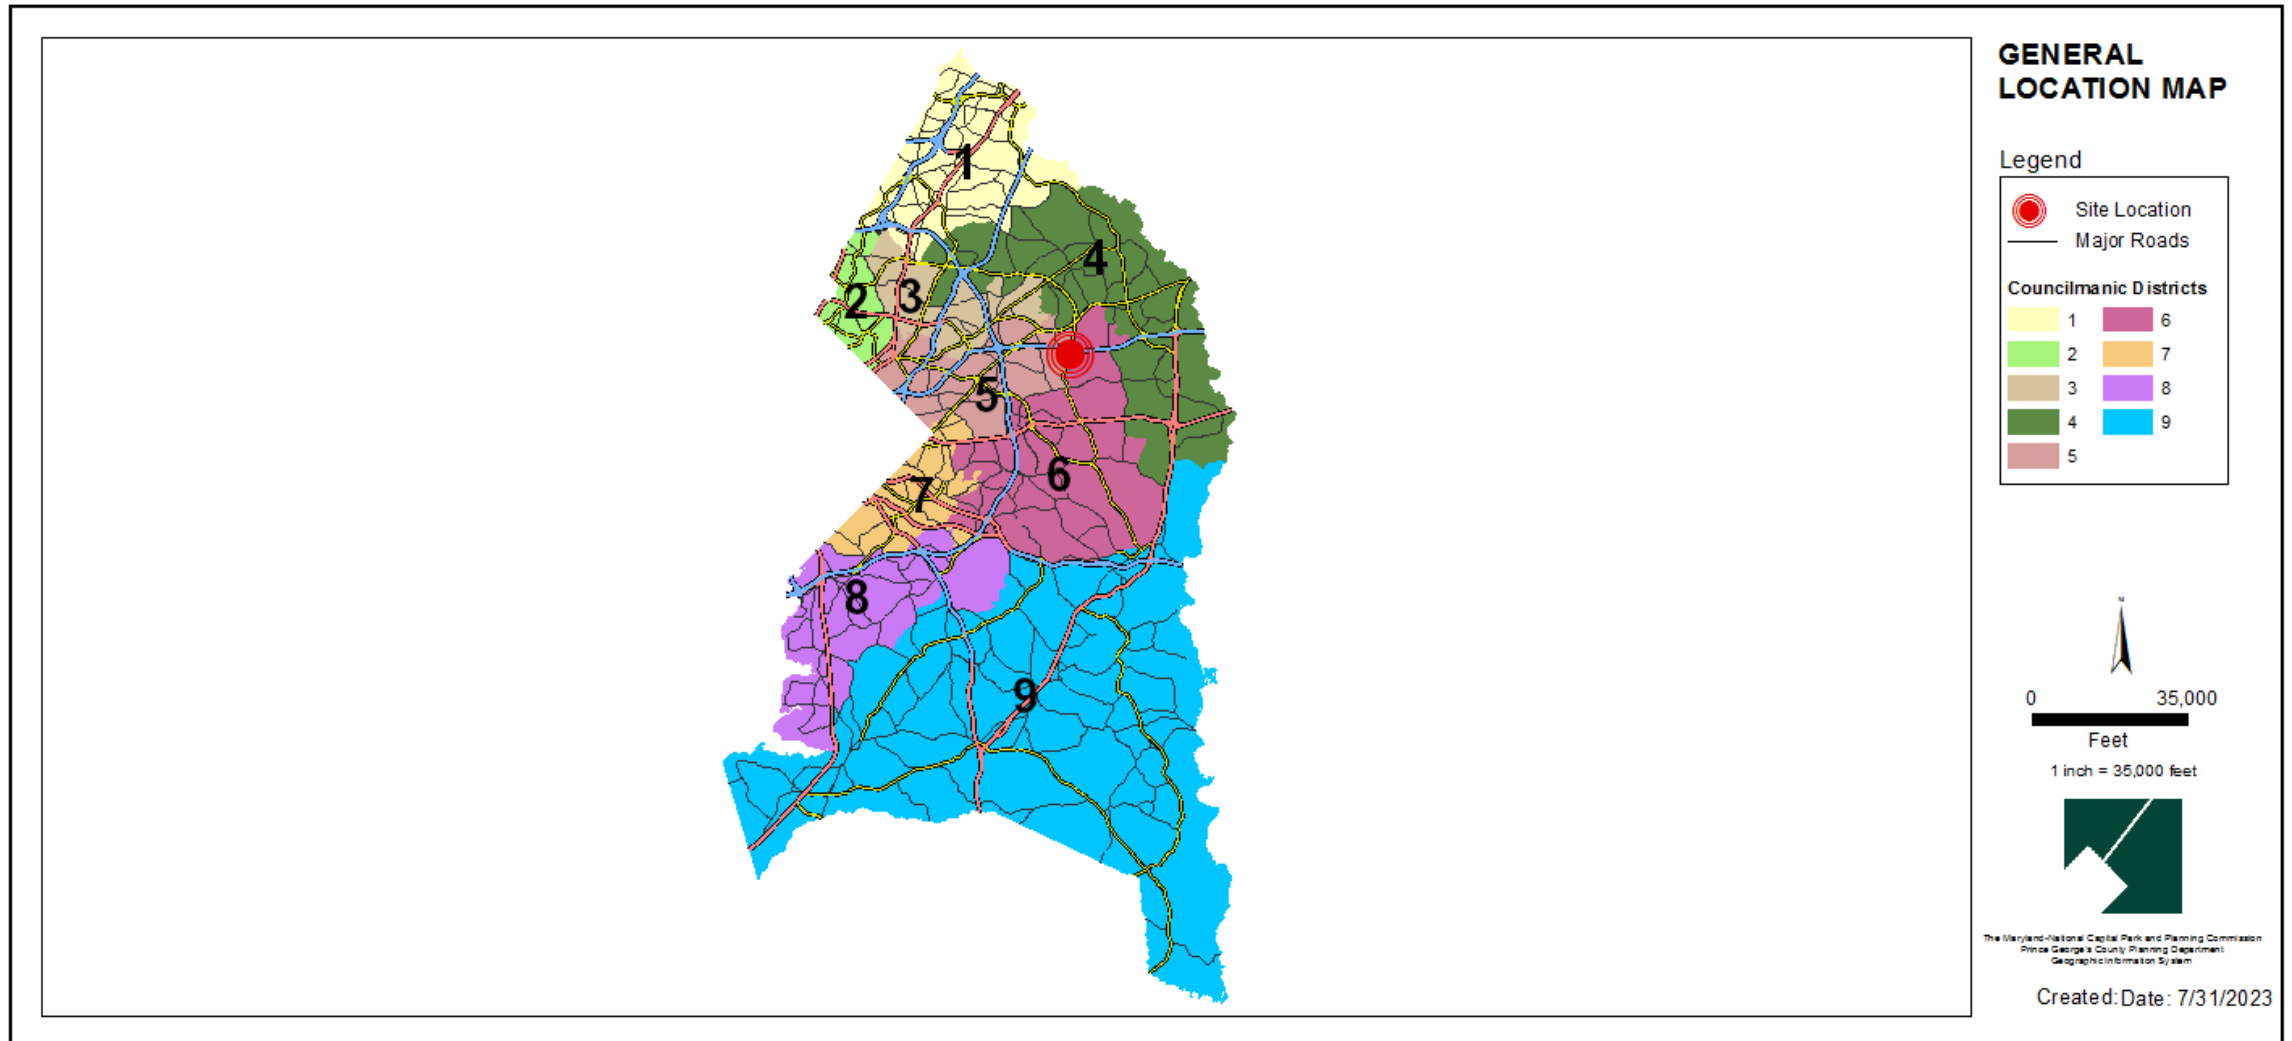 GENERAL
LOCATION MAP
Legend
Site Location
Major Roads
Councilmanic Districts
1 6
2 7
3 8
4 9
5
1
4
2
3
5
6
7
8
9
N
0 35,000
Feet
1 inch = 35,000 feet
The Maryland-National Capital Park and Planning Commission
Prince George's County Planning Department
Geographic Information System
Created: Date: 7/31/2023